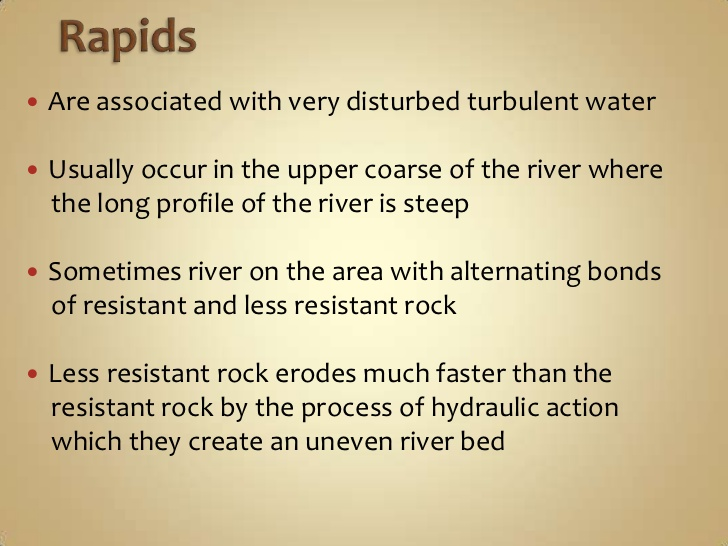 Rapids
• Are associated with very disturbed turbulent water
• Usually occur in the upper coarse of the river where
the long profile of the river is steep
• Sometimes river on the area with alternating bonds
of resistant and less resistant rock
• Less resistant rock erodes much faster than the
resistant rock by the process of hydraulic action
which they create an uneven river bed